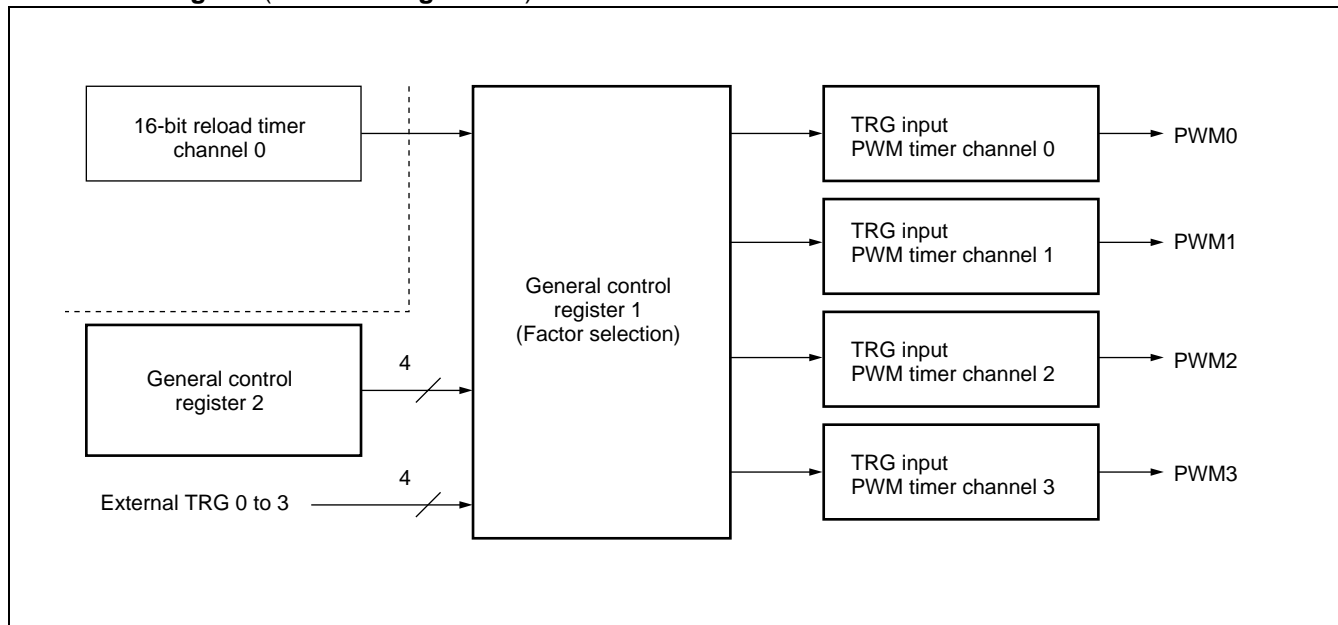 16-bit reload timer
channel 0
General control
register 2
4
External TRG 0 to 3
4
General control
register 1
(Factor selection)
TRG input
PWM timer channel 0
PWM0
TRG input
PWM timer channel 1
PWM1
TRG input
PWM timer channel 2
PWM2
TRG input
PWM timer channel 3
PWM3